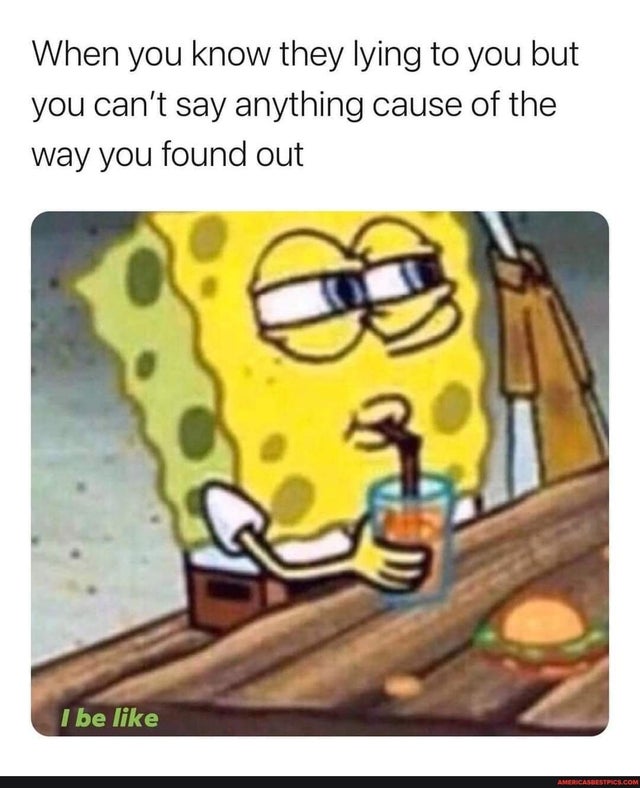 When you know they lying to you but
you can't say anything cause of the
way you found out
I be like
AMERICASBESTPICS.COM